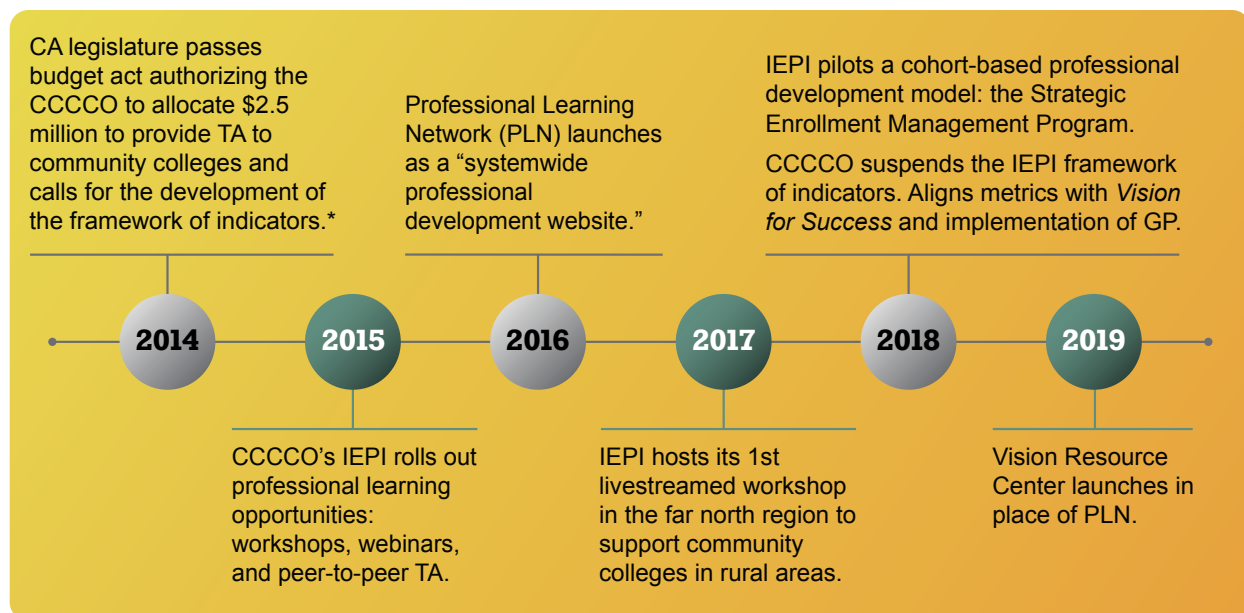 CA legislature passes
budget act authorizing the
CCCCO to allocate $2.5
million to provide TA to
community colleges and
calls for the development of
the framework of indicators.*
Professional Learning
Network (PLN) launches
as a “systemwide
professional
development website.”
IEPI pilots a cohort-based professional
development model: the Strategic
Enrollment Management Program.
CCCCO suspends the IEPI framework
of indicators. Aligns metrics with Vision
for Success and implementation of GP.
2014
2015
2016
2017
2018
2019
CCCCO’s IEPI rolls out
professional learning
opportunities:
workshops, webinars,
and peer-to-peer TA.
IEPI hosts its 1st
livestreamed workshop
in the far north region to
support community
colleges in rural areas.
Vision Resource
Center launches in
place of PLN.